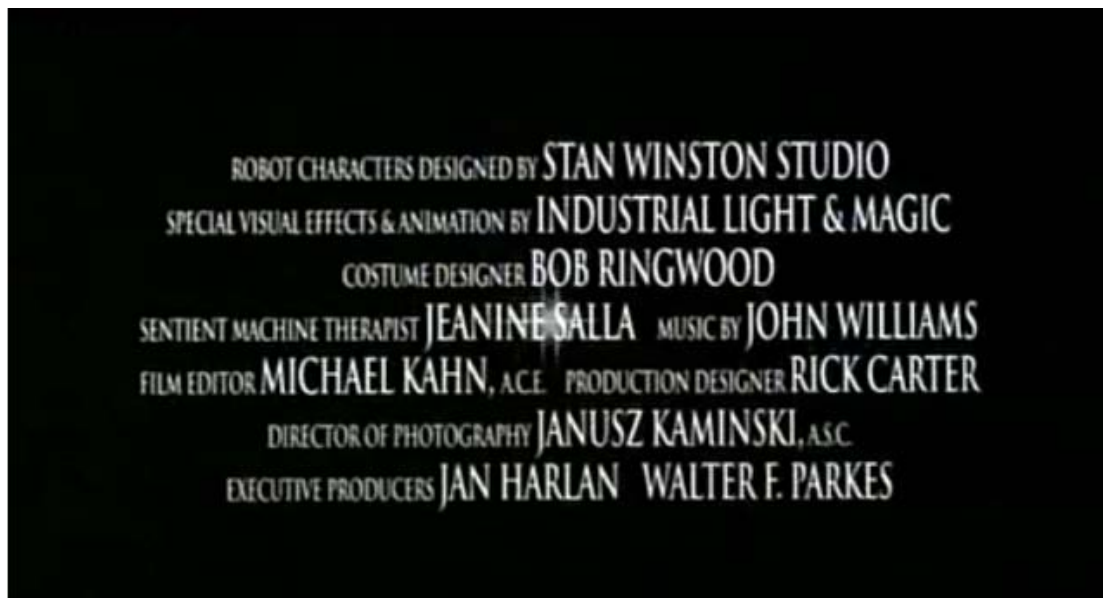 ROBOT CHARACTERS DESIGNED BY STAN WINSTON STUDIO
SPECIAL VISUAL EFFECTS & ANIMATION BY INDUSTRIAL LIGHT & MAGIC
COSTUME DESIGNER BOB RINGWOOD
SENTIENT MACHINE THERAPIST JEANINE SALLA MUSIC BY JOHN WILLIAMS
FILM EDITOR MICHAEL KAHN, A.C.E. PRODUCTION DESIGNER RICK CARTER
DIRECTOR OF PHOTOGRAPHY JANUSZ KAMINSKI, A.S.C.
EXECUTIVE PRODUCERS JAN HARLAN WALTER F. PARKES